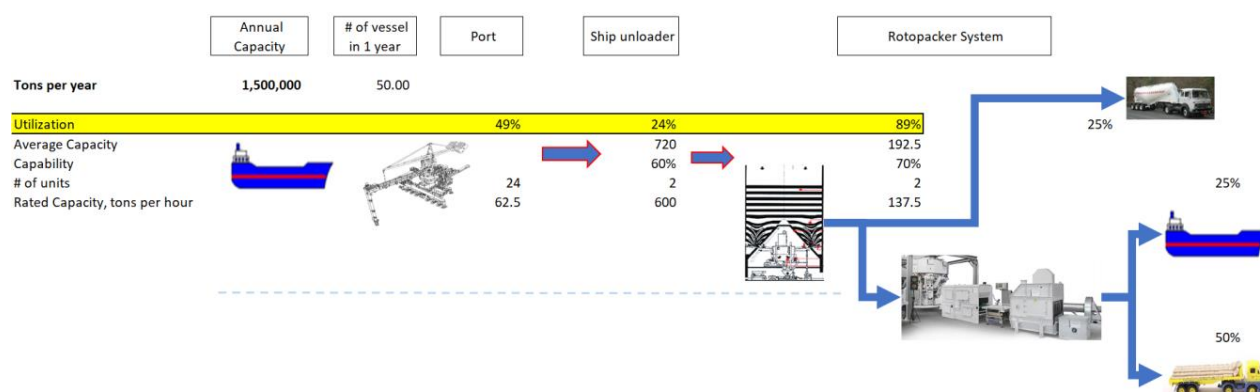 Annual Capacity # of vessel in 1 year Port Ship unloader Rotopacker System
Tons per year 1,500,000 50.00
Utilization 49% 24% 89% 25%
Average Capacity 720 192.5
Capability 60% 70%
# of units 24 2 2 25%
Rated Capacity, tons per hour 62.5 600 137.5
50%